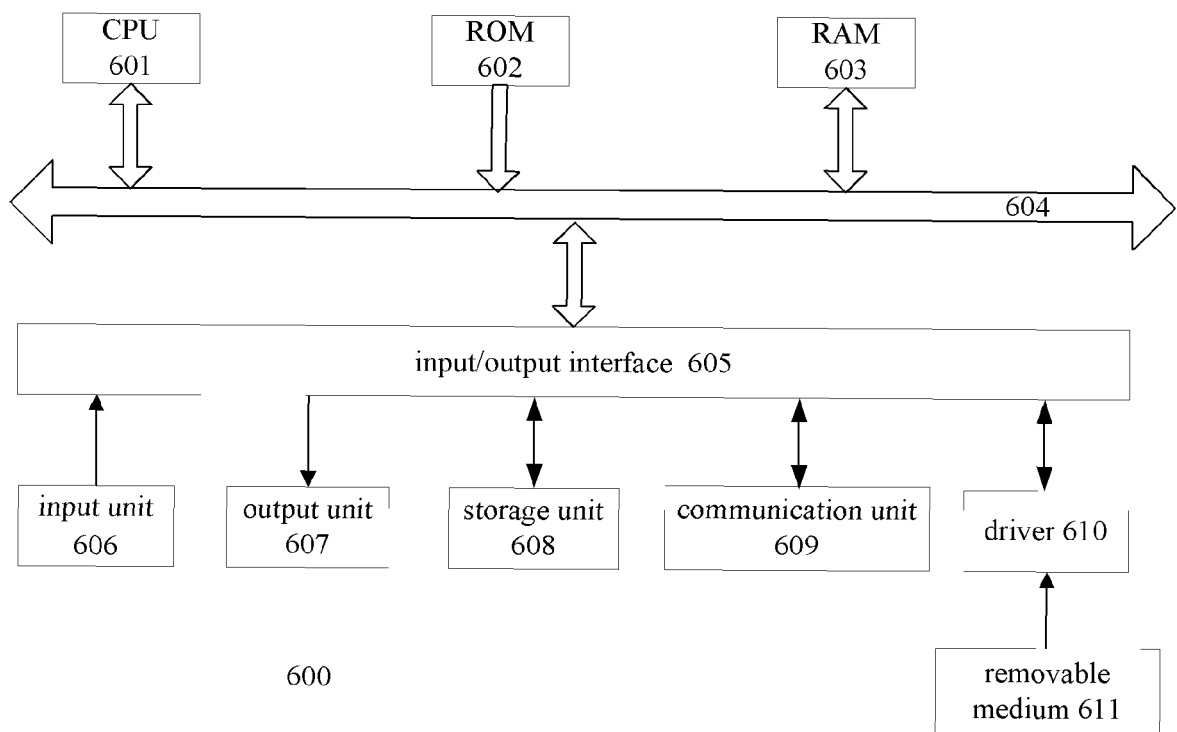 CPU
601
ROM
602
RAM
603
604
input/output interface 605
input unit
606
output unit
607
storage unit
608
communication unit
609
driver 610
600
removable
medium 611